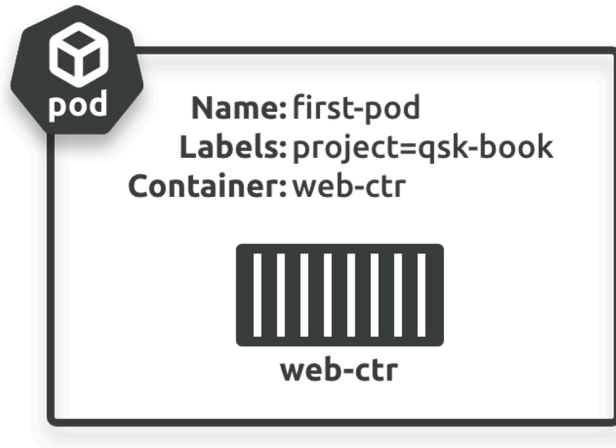 pod
Name: first-pod
Labels: project=qsk-book
Container: web-ctr
web-ctr